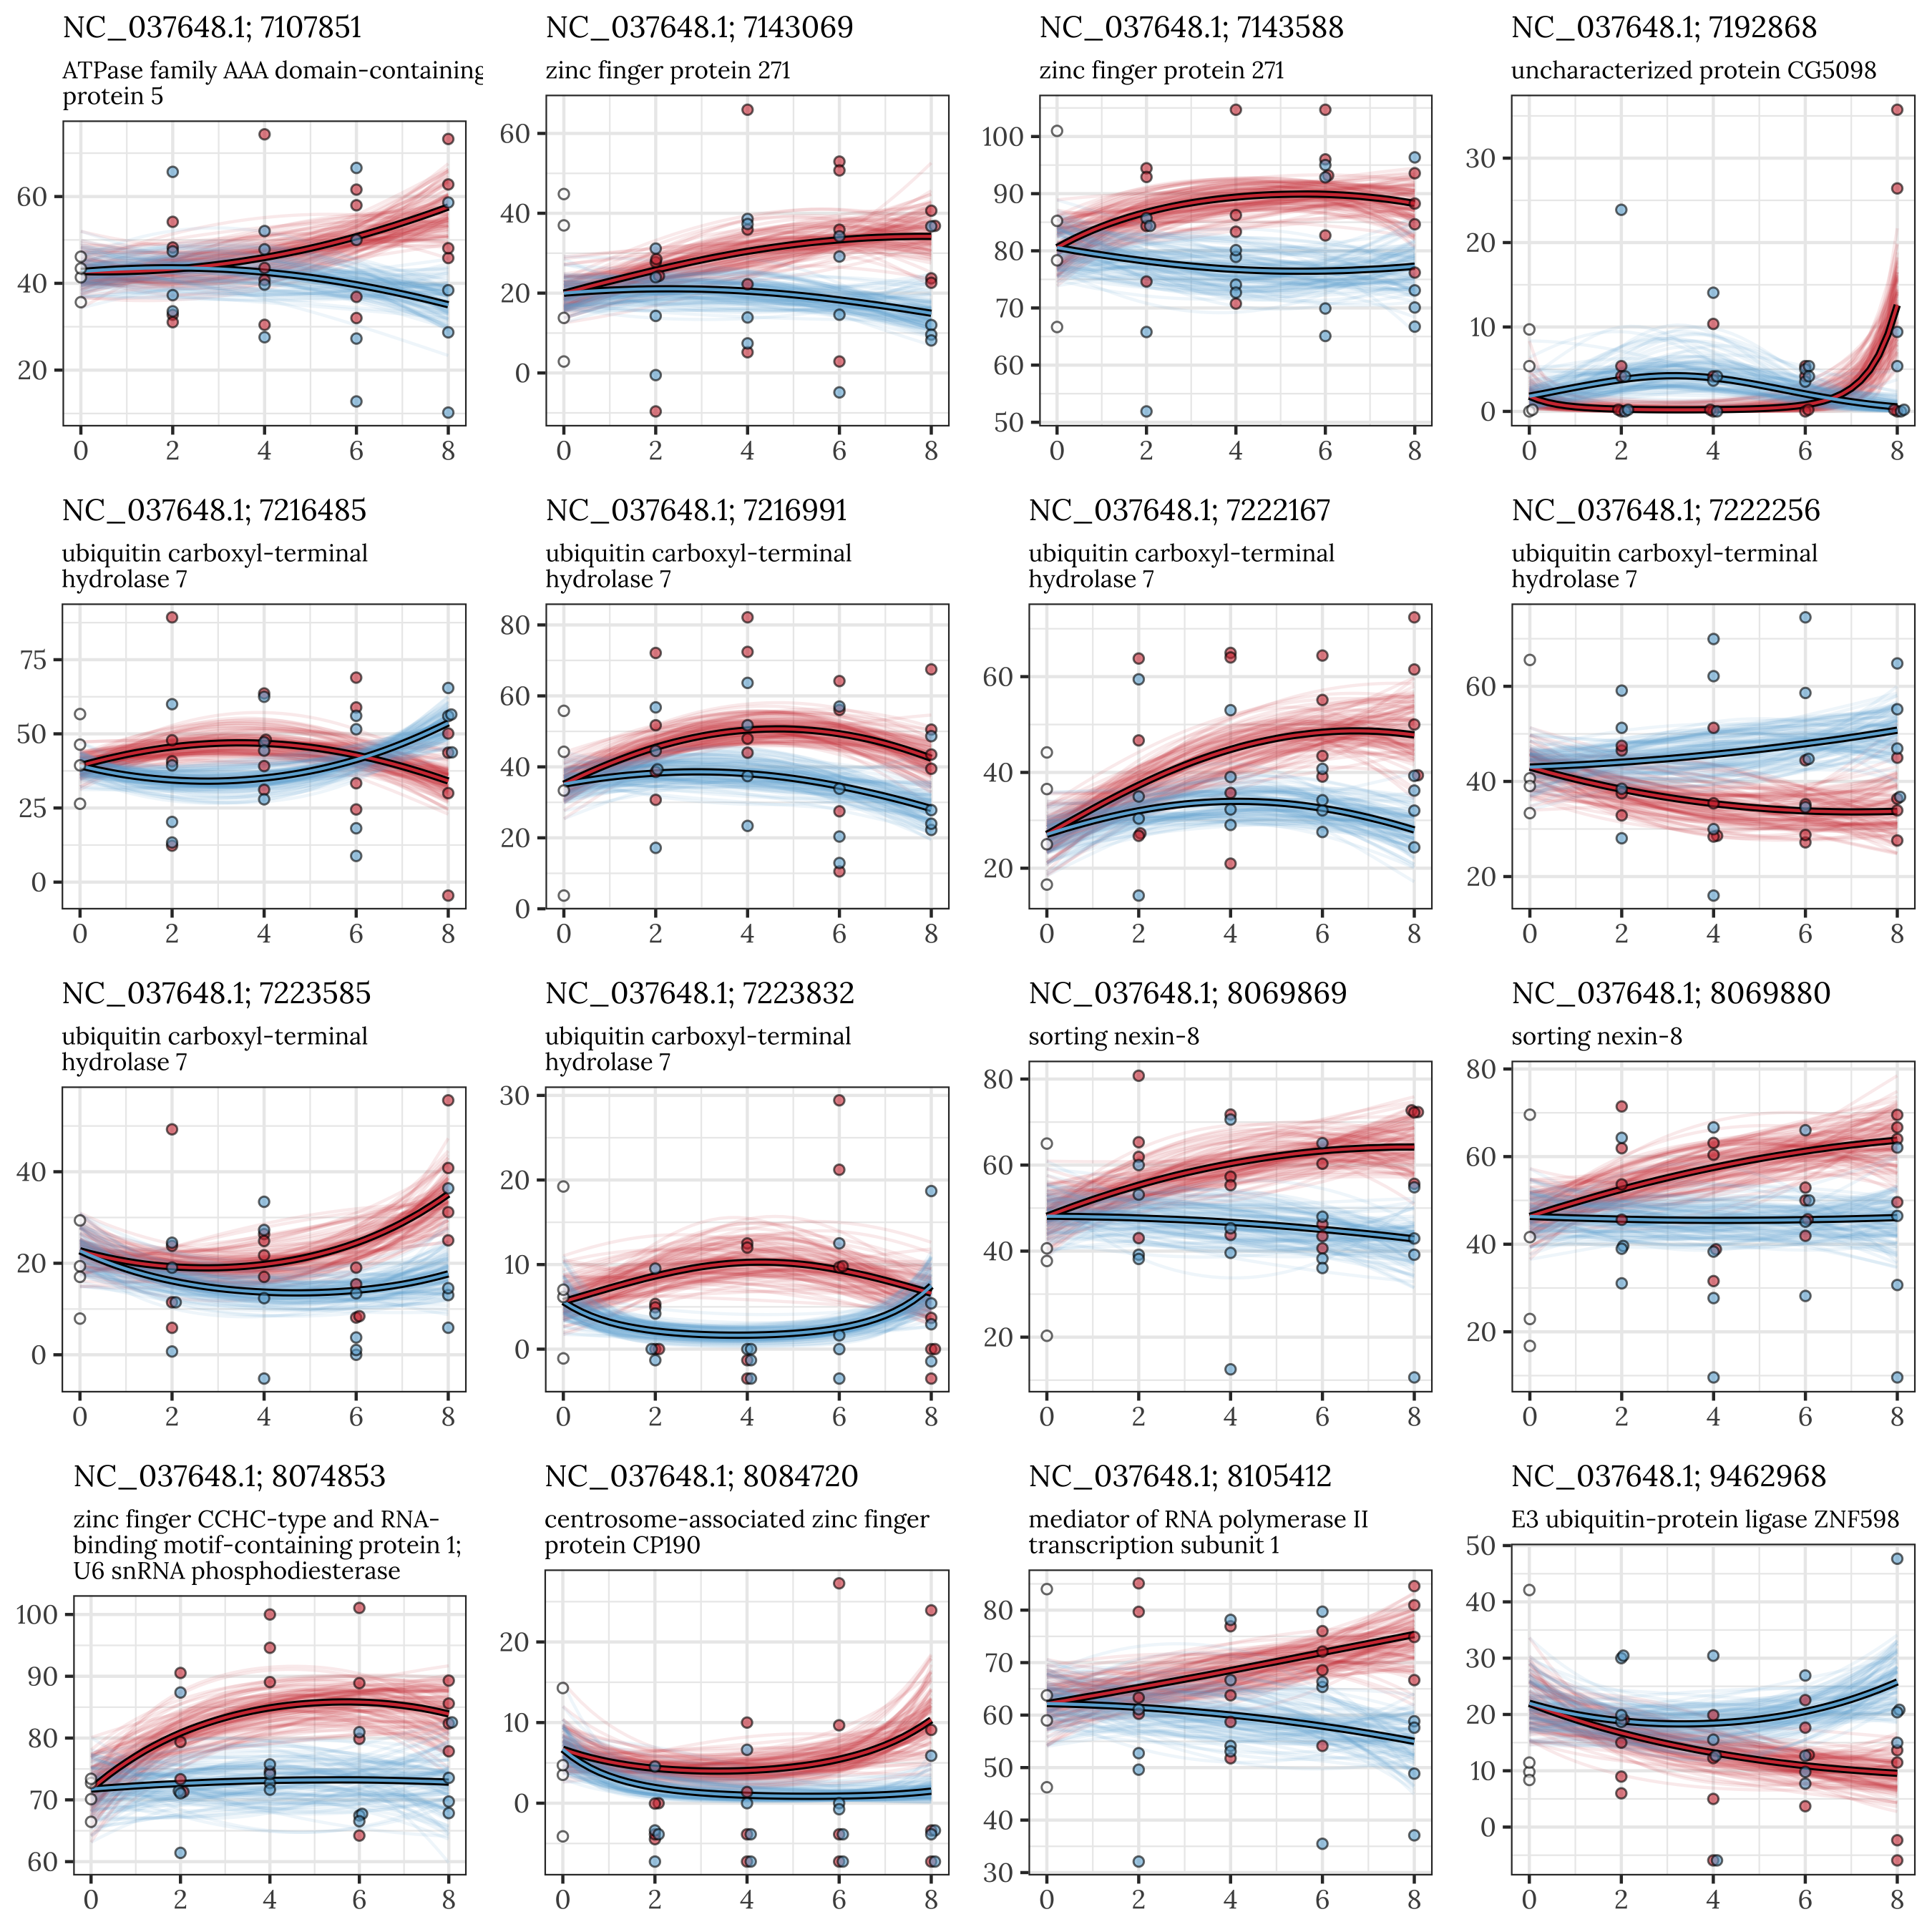 NC_037648.1; 7107851
ATPase family AAA domain-containing
protein 5
60
40
20
0 2 4 6 8
NC_037648.1; 7143069
zinc finger protein 271
60
40
20
0
0 2 4 6 8
NC_037648.1; 7143588
zinc finger protein 271
100
90
80
70
60
50
0 2 4 6 8
NC_037648.1; 7192868
uncharacterized protein CG5098
30
20
10
0
0 2 4 6 8
NC_037648.1; 7216485
ubiquitin carboxyl-terminal
hydrolase 7
75
50
25
0
0 2 4 6 8
NC_037648.1; 7216991
ubiquitin carboxyl-terminal
hydrolase 7
80
60
40
20
0
0 2 4 6 8
NC_037648.1; 7222167
ubiquitin carboxyl-terminal
hydrolase 7
60
40
20
0 2 4 6 8
NC_037648.1; 7222256
ubiquitin carboxyl-terminal
hydrolase 7
60
40
20
0 2 4 6 8
NC_037648.1; 7223585
ubiquitin carboxyl-terminal
hydrolase 7
40
20
0
0 2 4 6 8
NC_037648.1; 7223832
ubiquitin carboxyl-terminal
hydrolase 7
30
20
10
0
0 2 4 6 8
NC_037648.1; 8069869
sorting nexin-8
80
60
40
20
0 2 4 6 8
NC_037648.1; 8069880
sorting nexin-8
80
60
40
20
0 2 4 6 8
NC_037648.1; 8074853
zinc finger CCHC-type and RNA-
binding motif-containing protein 1;
U6 snRNA phosphodiesterase
100
90
80
70
60
0 2 4 6 8
NC_037648.1; 8084720
centrosome-associated zinc finger
protein CP190
20
10
0
0 2 4 6 8
NC_037648.1; 8105412
mediator of RNA polymerase II
transcription subunit 1
80
70
60
50
40
30
0 2 4 6 8
NC_037648.1; 9462968
E3 ubiquitin-protein ligase ZNF598
50
40
30
20
10
0
0 2 4 6 8